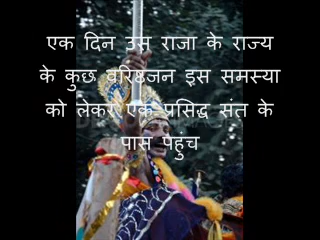 एक दिन उस राजा के राज्य
के कुछ वरिष्ठजन इस समस्या
को लेकर एक प्रसिद्ध संत के
पास पहुंच